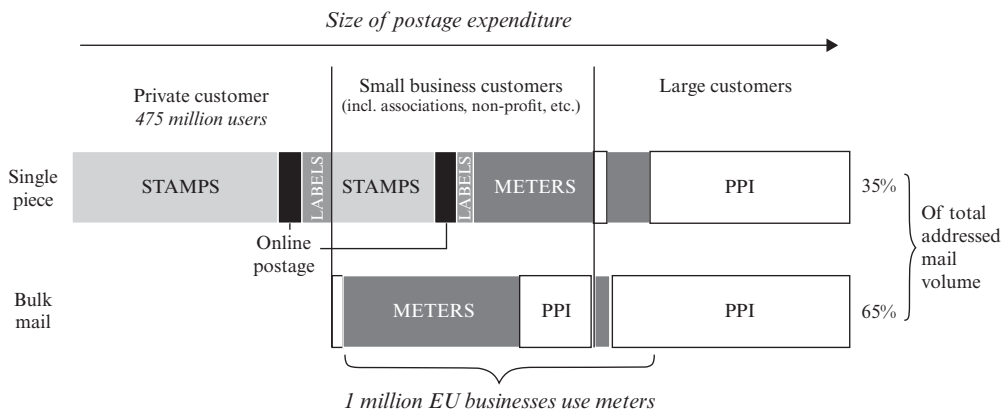 Size of postage expenditure
Private customer
475 million users
Small business customers
(incl. associations, non-profit, etc.)
Large customers
Single
piece
STAMPS
LABELS
STAMPS
LABELS
METERS
PPI
35%
Online
postage
Of total
addressed
mail
volume
Bulk
mail
METERS
PPI
PPI
65%
1 million EU businesses use meters